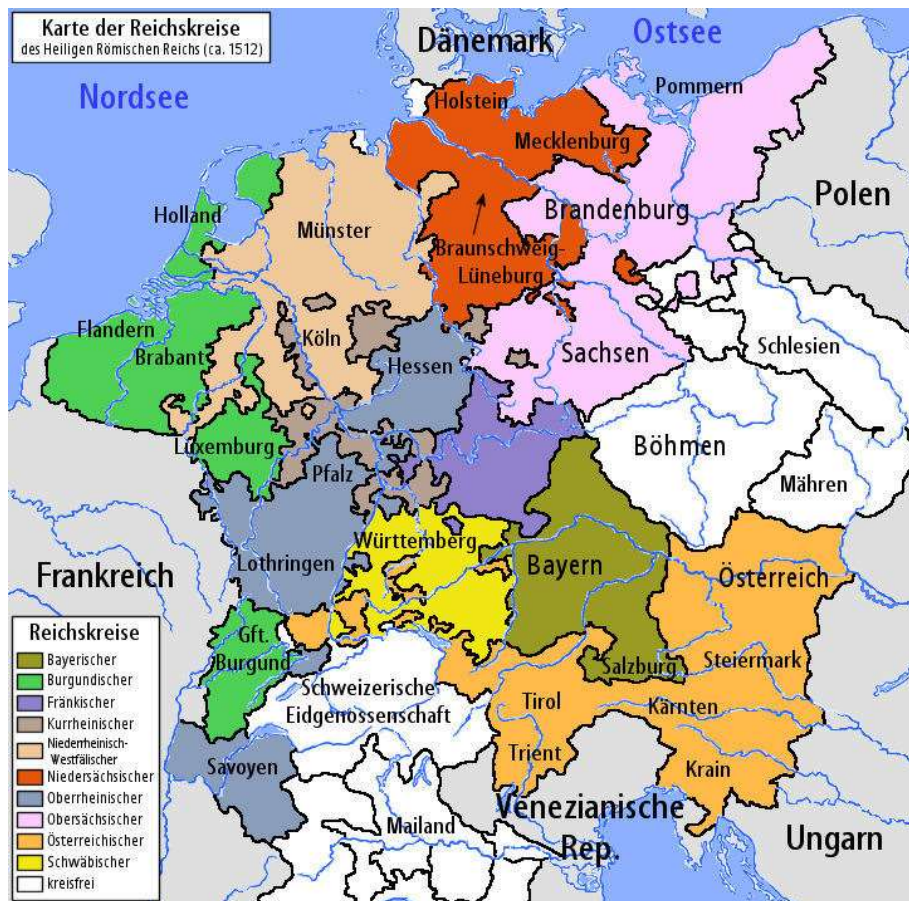 Karte der Reichskreise
des Heiligen Römischen Reichs (ca. 1512)
Dänemark
Ostsee
Nordsee
Pommern
Holstein
Mecklenburg
Polen
Holland
Münster
Brandenburg
Braunschweig-
Lüneburg
Flandern
Brabant
Köln
Hessen
Sachsen
Schlesien
Luxemburg
Pfalz
Böhmen
Mähren
Württemberg
Frankreich
Lothringen
Bayern
Österreich
Gft.
Burgund
Salzburg
Steiermark
Schweizerische
Eidgenossenschaft
Tirol
Kärnten
Trient
Krain
Savoyen
Mailand
Venezianische
Rep.
Ungarn
Reichskreise
Bayerischer
Burgundischer
Fränkischer
Kurrheinischer
Niederrheinisch-
Westfälischer
Niedersächsischer
Oberrheinischer
Obersächsischer
Österreichischer
Schwäbischer
kreisfrei